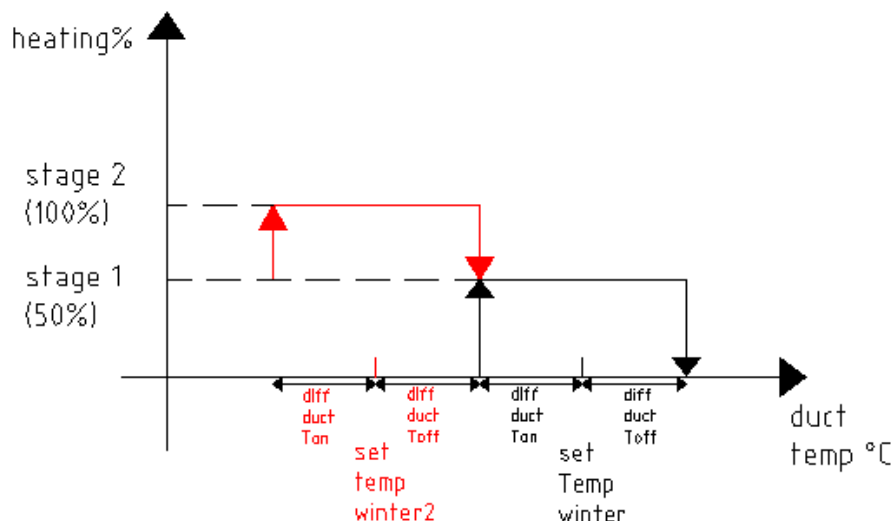 heating%
stage 2
(100%)
stage 1
(50%)
diff
duct
Ton
diff
duct
Toff
diff
duct
Ton
diff
duct
Toff
set
temp
winter2
set
Temp
winter
duct
temp °C